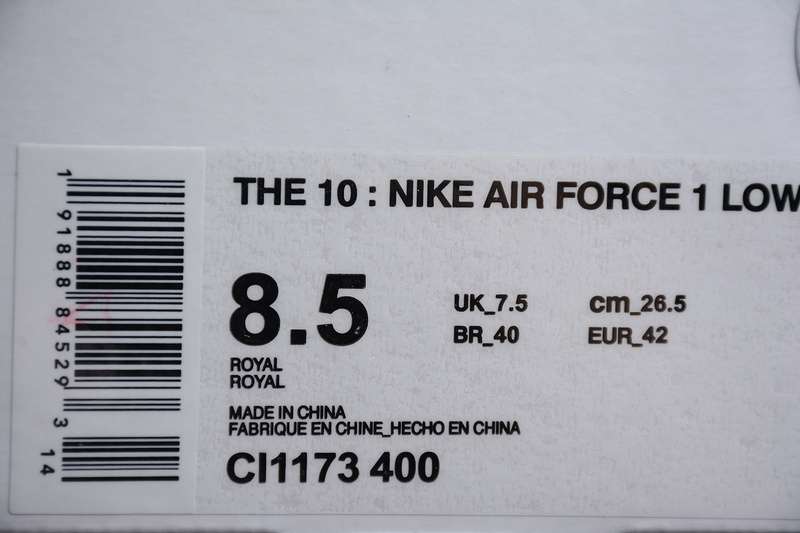 THE 10 : NIKE AIR FORCE 1 LOW
8.5
UK_7.5 cm_26.5
BR_40 EUR_42
ROYAL
ROYAL
MADE IN CHINA
FABRIQUE EN CHINE_HECHO EN CHINA
CI1173 400
1 91888 84529 3 14